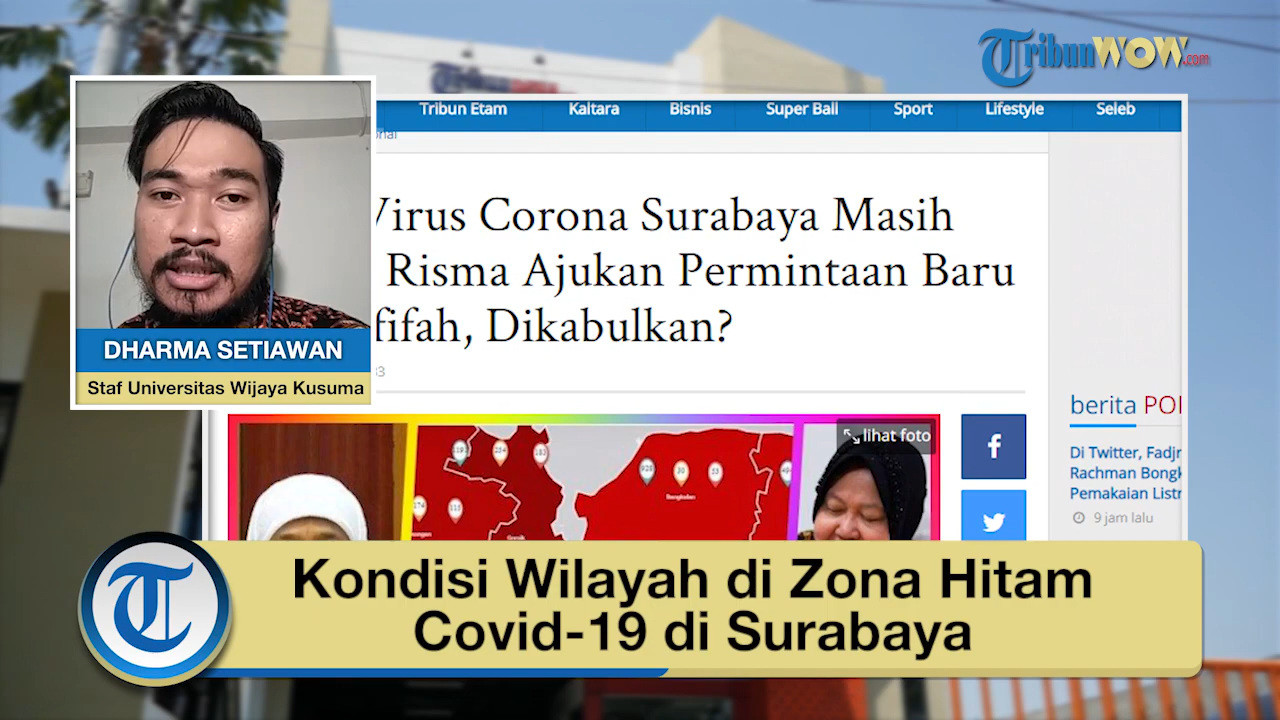 TribunWOW.com
Tribun Etam Kaltara Bisnis Super Ball Sport Lifestyle Seleb
Virus Corona Surabaya Masih
Risma Ajukan Permintaan Baru
fifah, Dikabulkan?
DHARMA SETIAWAN
Staf Universitas Wijaya Kusuma
lihat foto
berita POI
Di Twitter, Fadjr
Rachman Bongk
Pemakaian Listr
9 jam lalu
Kondisi Wilayah di Zona Hitam
Covid-19 di Surabaya